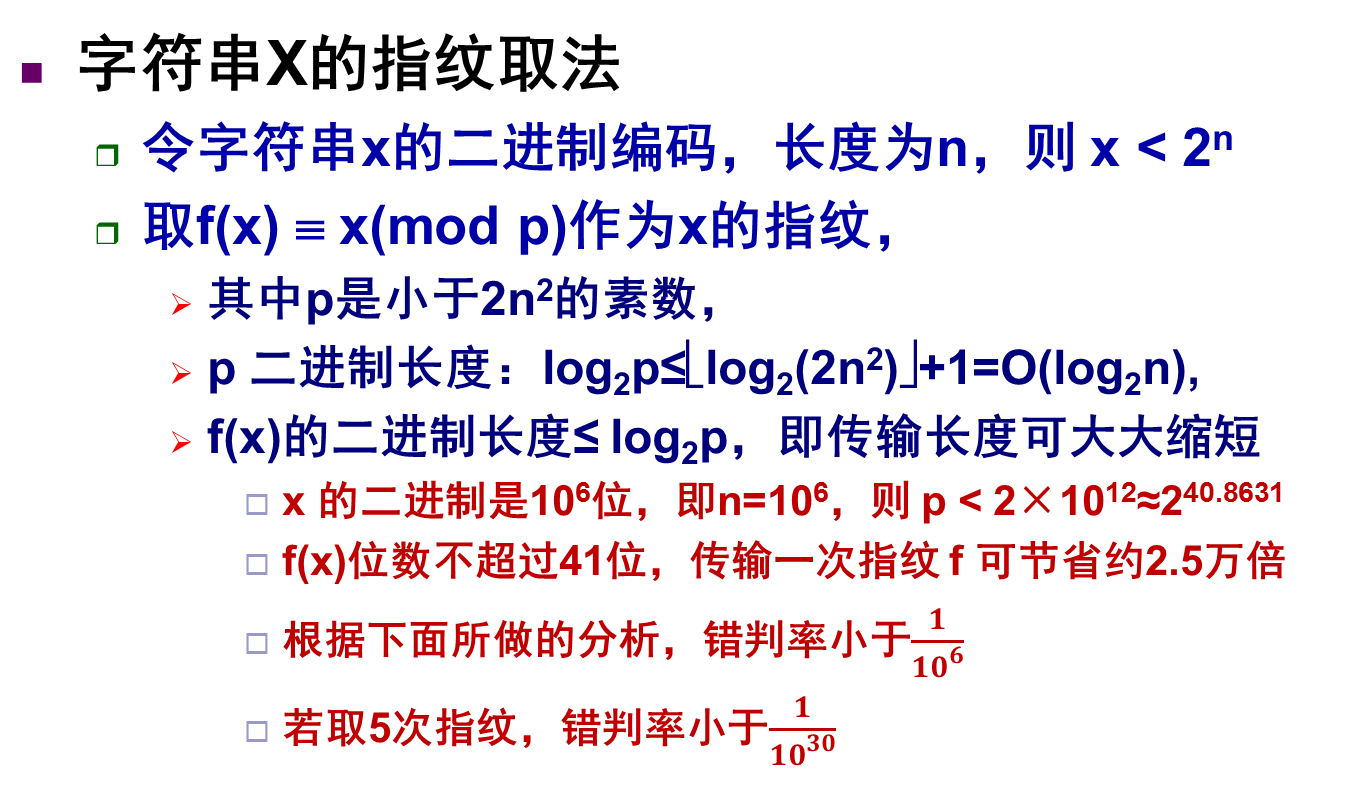 字符串X的指纹取法
令字符串x的二进制编码，长度为n，则 x < 2ⁿ
取f(x) ≡ x(mod p)作为x的指纹，
其中p是小于2n²的素数，
p 二进制长度：log₂p≤⌊log₂(2n²)⌋+1=O(log₂n),
f(x)的二进制长度≤ log₂p，即传输长度可大大缩短
x 的二进制是10⁶位，即n=10⁶，则 p < 2×10¹²≈2⁴⁰·⁸⁶³¹
f(x)位数不超过41位，传输一次指纹 f 可节省约2.5万倍
根据下面所做的分析，错判率小于1/10⁶
若取5次指纹，错判率小于1/10³⁰